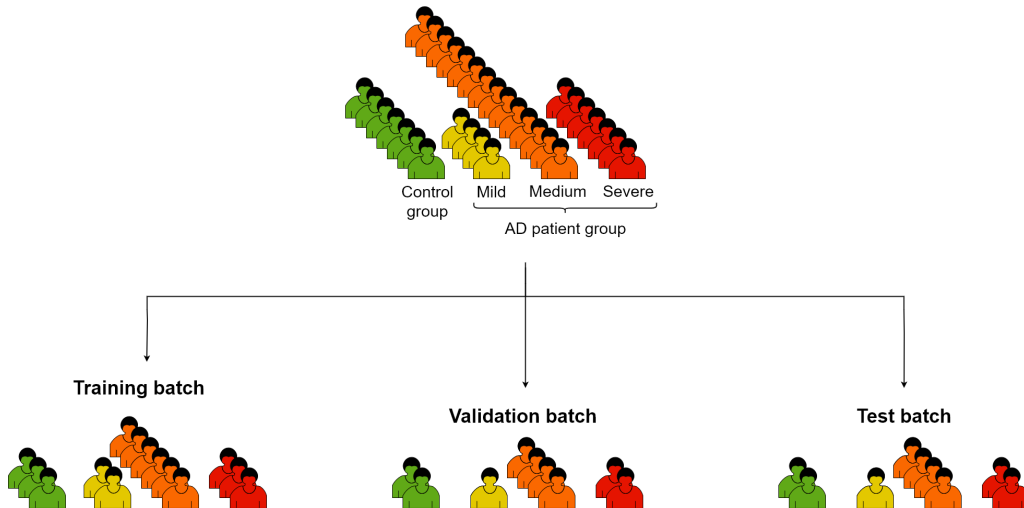 Control
group
Mild
Medium
Severe
AD patient group
Training batch
Validation batch
Test batch